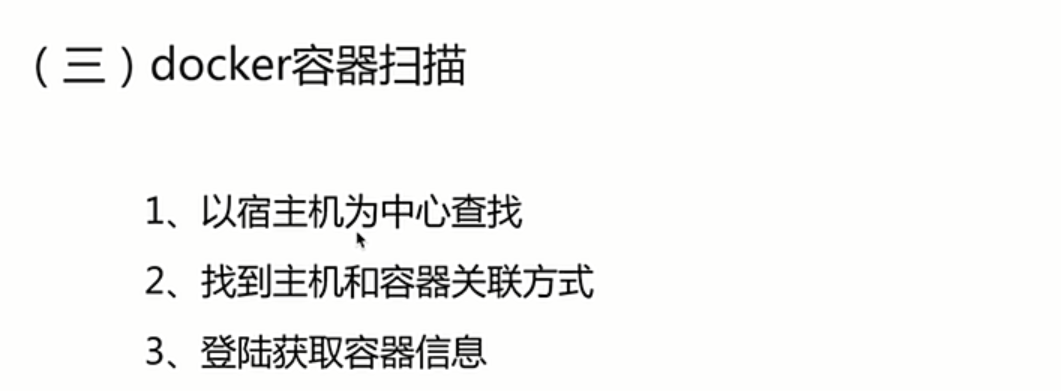 （三）docker容器扫描
1、以宿主机为中心查找
2、找到主机和容器关联方式
3、登陆获取容器信息